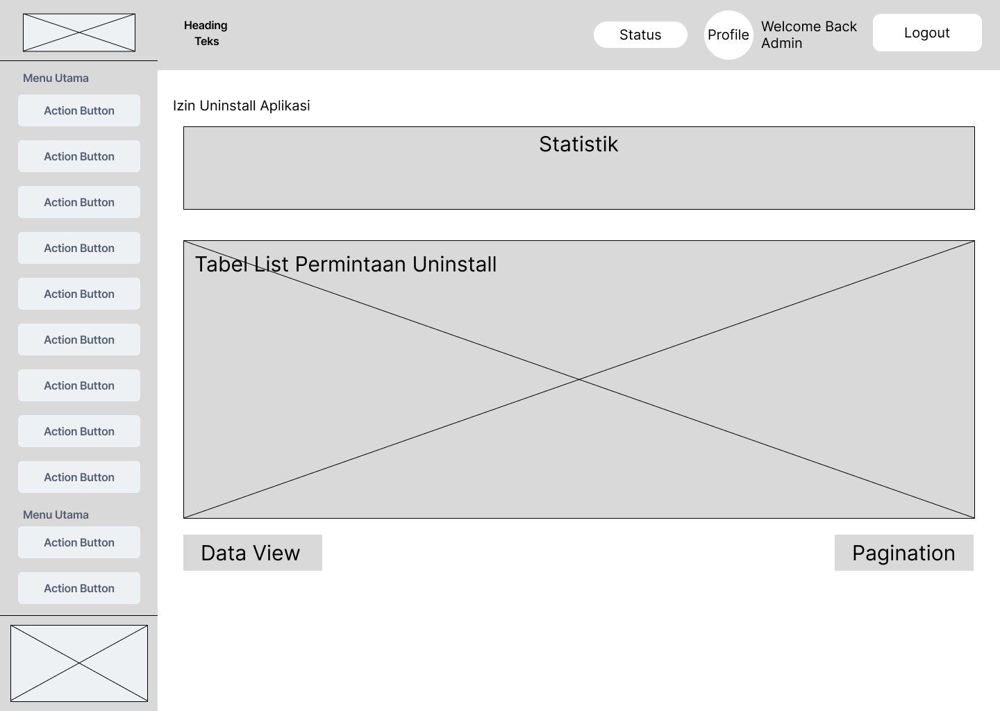 Heading
Teks
Status
Profile
Welcome Back
Admin
Logout
Menu Utama
Action Button
Action Button
Action Button
Action Button
Action Button
Action Button
Action Button
Action Button
Action Button
Menu Utama
Action Button
Action Button
Izin Uninstall Aplikasi
Statistik
Tabel List Permintaan Uninstall
Data View
Pagination